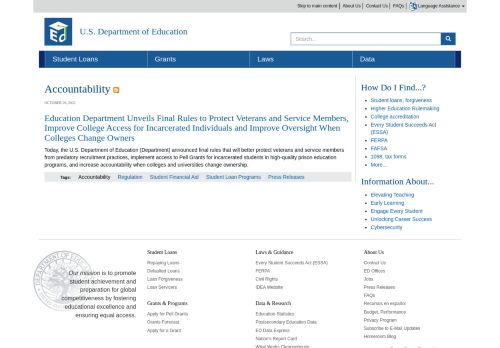 Skip to main content | About Us | Contact Us | FAQs | Language Assistance
U.S. Department of Education
Search...
Student Loans Grants Laws Data
Accountability
OCTOBER 26, 2022
Education Department Unveils Final Rules to Protect Veterans and Service Members,
Improve College Access for Incarcerated Individuals and Improve Oversight When
Colleges Change Owners
Today, the U.S. Department of Education (Department) announced final rules that will better protect veterans and service members
from predatory recruitment practices, implement access to Pell Grants for incarcerated students in high-quality prison education
programs, and increase accountability when colleges and universities change ownership.
Tags: Accountability Regulation Student Financial Aid Student Loan Programs Press Releases
How Do I Find...?
Student loans, forgiveness
Higher Education Rulemaking
College accreditation
Every Student Succeeds Act
(ESSA)
FERPA
FAFSA
1098, tax forms
More...
Information About...
Elevating Teaching
Early Learning
Engage Every Student
Unlocking Career Success
Cybersecurity
Our mission is to promote
student achievement and
preparation for global
competitiveness by fostering
educational excellence and
ensuring equal access.
Student Loans
Repaying Loans
Defaulted Loans
Loan Forgiveness
Loan Servicers
Grants & Programs
Apply for Pell Grants
Grants Forecast
Apply for a Grant
Laws & Guidance
Every Student Succeeds Act (ESSA)
FERPA
Civil Rights
IDEA Website
Data & Research
Education Statistics
Postsecondary Education Data
ED Data Express
Nation's Report Card
What Works Clearinghouse
About Us
Contact Us
ED Offices
Jobs
Press Releases
FAQs
Recursos en español
Budget, Performance
Privacy Program
Subscribe to E-Mail Updates
Homeroom Blog